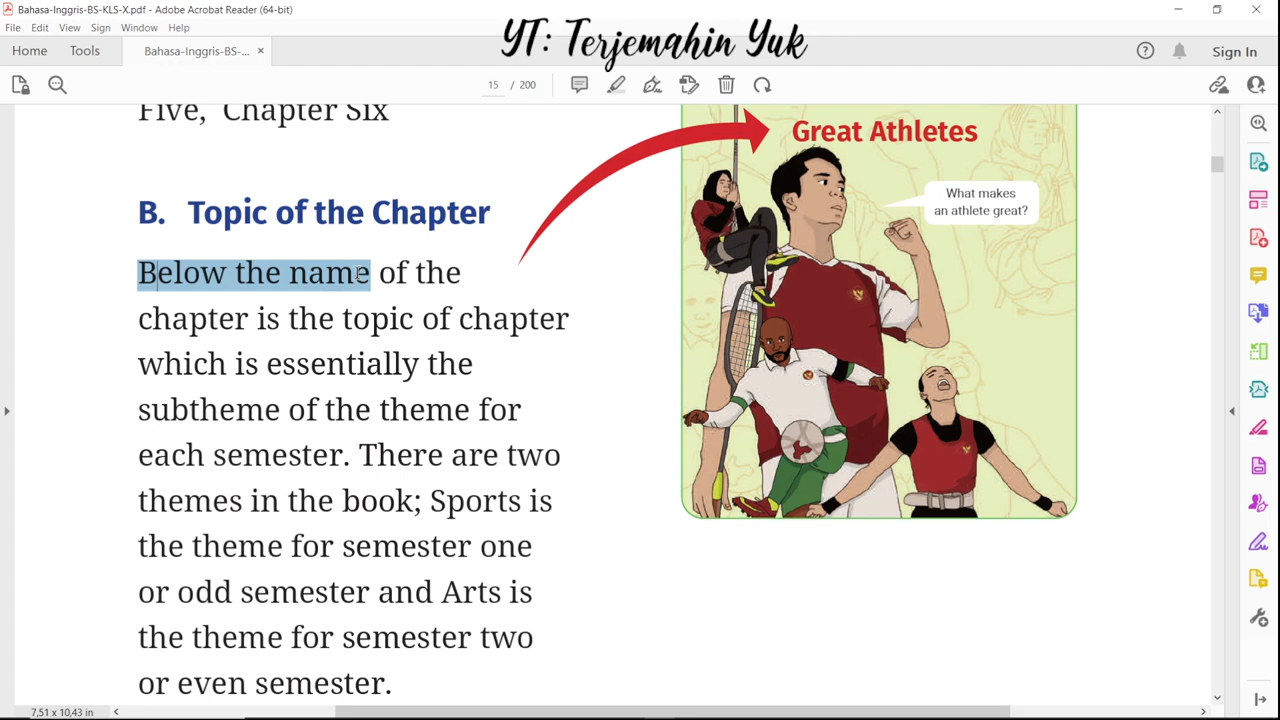 Bahasa-Inggris-BS-KLS-X.pdf - Adobe Acrobat Reader (64-bit)
File Edit View Sign Window Help
YT: Terjemahin Yuk
Home Tools Bahasa-Inggris-BS-... × Sign In
15 / 200
Five, Chapter Six
Great Athletes
What makes
an athlete great?
B. Topic of the Chapter
Below the name of the
chapter is the topic of chapter
which is essentially the
subtheme of the theme for
each semester. There are two
themes in the book; Sports is
the theme for semester one
or odd semester and Arts is
the theme for semester two
or even semester.
7,51 x 10,43 in